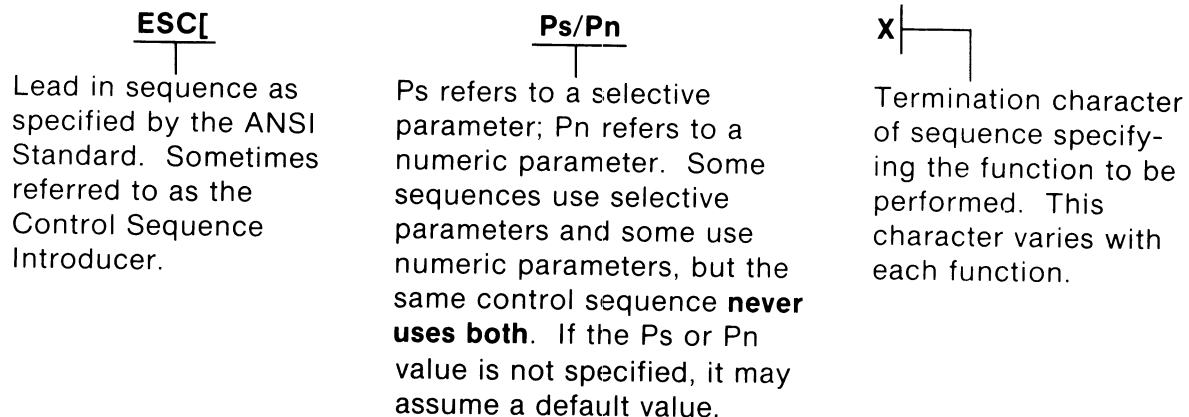 ESC[
Lead in sequence as
specified by the ANSI
Standard. Sometimes
referred to as the
Control Sequence
Introducer.
Ps/Pn
Ps refers to a selective
parameter; Pn refers to a
numeric parameter. Some
sequences use selective
parameters and some use
numeric parameters, but the
same control sequence never
uses both. If the Ps or Pn
value is not specified, it may
assume a default value.
X
Termination character
of sequence specify-
ing the function to be
performed. This
character varies with
each function.